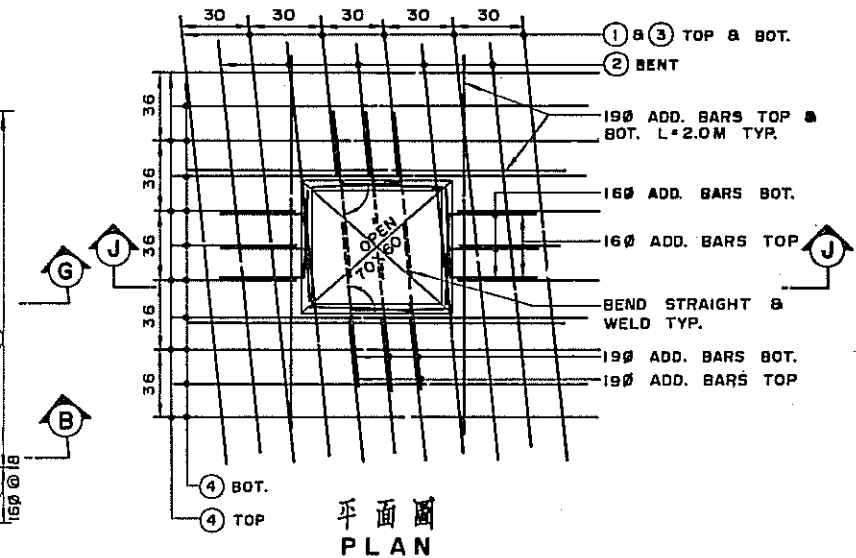 30 30 30 30 30
① & ③ TOP & BOT.
② BENT
36
190 ADD. BARS TOP &
BOT. L=2.0M TYP.
36
16Ø ADD. BARS BOT.
36
16Ø ADD. BARS TOP
J
J
G
OPEN
70X60
BEND STRAIGHT &
WELD TYP.
36
19Ø ADD. BARS BOT.
19Ø ADD. BARS TOP
36
B
16Ø @ 18
④ BOT.
④ TOP
平面圖
PLAN